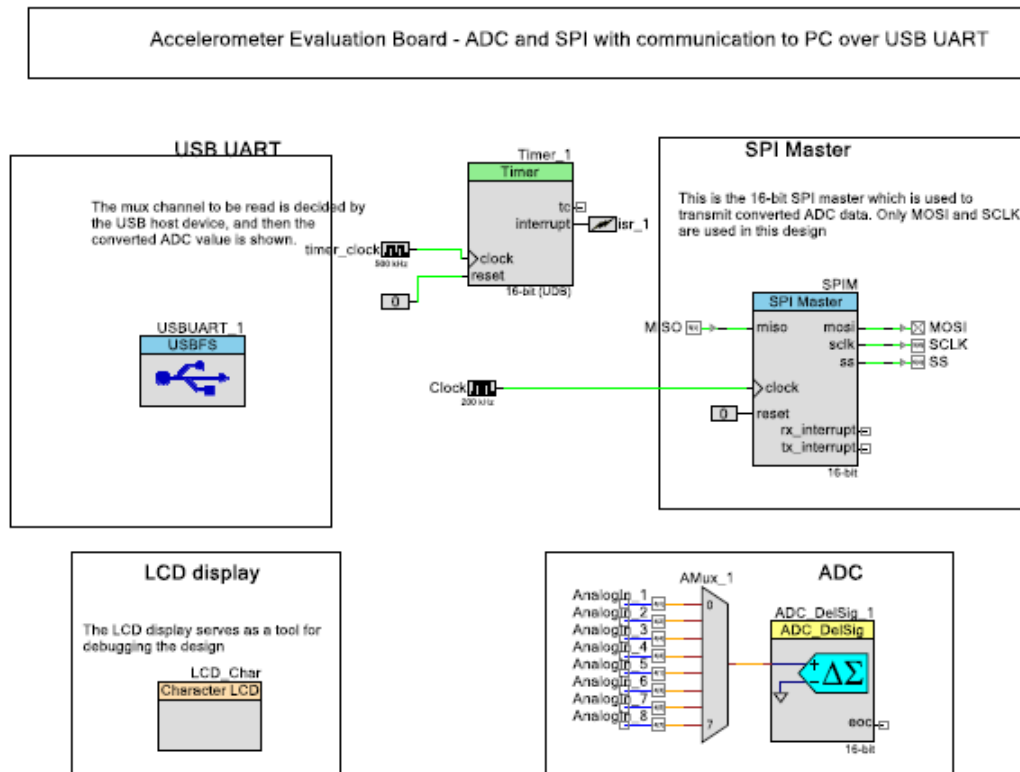 Accelerometer Evaluation Board - ADC and SPI with communication to PC over USB UART
USB UART
The mux channel to be read is decided by
the USB host device, and then the
converted ADC value is shown.
USBUART_1
USBFS
Timer_1
Timer
tc
interrupt
isr_1
timer_clock
500 kHz
clock
reset
0
16-bit (UDB)
SPI Master
This is the 16-bit SPI master which is used to
transmit converted ADC data. Only MOSI and SCLK
are used in this design
SPIM
SPI Master
MISO
miso
mosi
MOSI
sclk
SCLK
ss
SS
Clock
200 kHz
clock
0
reset
rx_interrupt
tx_interrupt
16-bit
LCD display
The LCD display serves as a tool for
debugging the design
LCD_Char
Character LCD
ADC
AMux_1
AnalogIn_1
AnalogIn_2
AnalogIn_3
AnalogIn_4
AnalogIn_5
AnalogIn_6
AnalogIn_7
AnalogIn_8
0
7
ADC_DelSig_1
ADC_DelSig
+
−
ΔΣ
eoc
16-bit